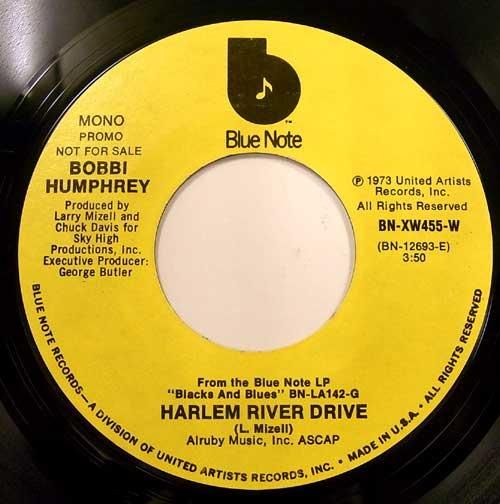 Blue Note
MONO
PROMO
NOT FOR SALE
BOBBI
HUMPHREY
Produced by
Larry Mizell and
Chuck Davis for
Sky High
Productions, Inc.
Executive Producer:
George Butler
℗ 1973 United Artists
Records, Inc.
All Rights Reserved
BN-XW455-W
(BN-12693-E)
3:50
From the Blue Note LP
"Blacks And Blues" BN-LA142-G
HARLEM RIVER DRIVE
(L. Mizell)
Alruby Music, Inc. ASCAP
BLUE NOTE RECORDS—A DIVISION OF UNITED ARTISTS RECORDS, INC. • MADE IN U.S.A. • ALL RIGHTS RESERVED